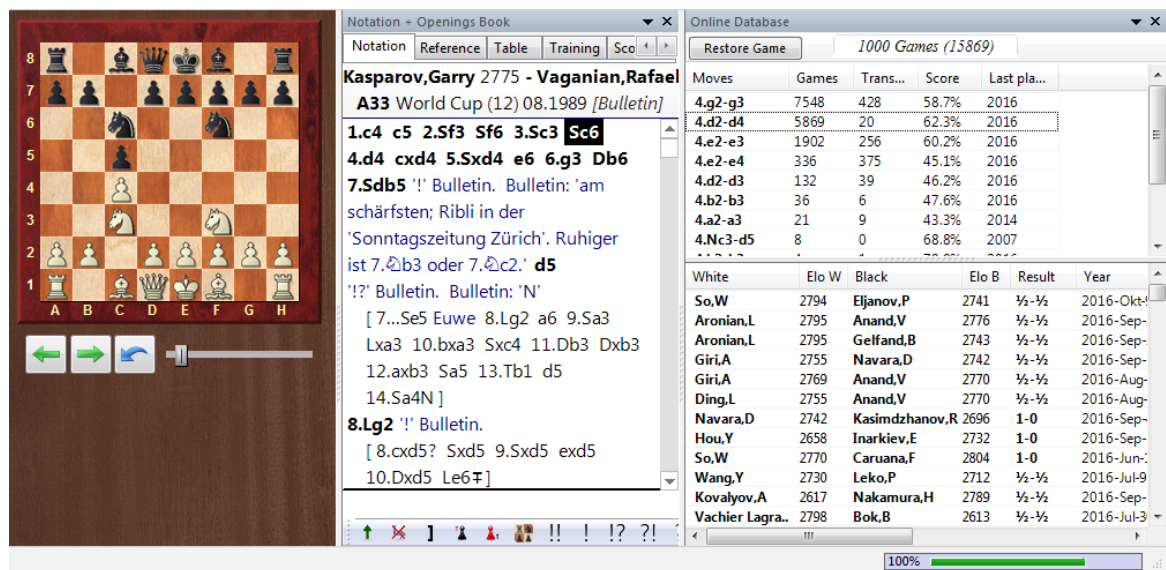 8
7
6
5
4
3
2
1
A B C D E F G H
Notation + Openings Book
Notation Reference Table Training Sco
Kasparov,Garry 2775 - Vaganian,Rafael
A33 World Cup (12) 08.1989 [Bulletin]
1.c4 c5 2.Sf3 Sf6 3.Sc3 Sc6
4.d4 cxd4 5.Sxd4 e6 6.g3 Db6
7.Sdb5 '!' Bulletin. Bulletin: 'am
schärfsten; Ribli in der
'Sonntagszeitung Zürich'. Ruhiger
ist 7.♘b3 oder 7.♘c2.' d5
'!?' Bulletin. Bulletin: 'N'
[ 7...Se5 Euwe 8.Lg2 a6 9.Sa3
Lxa3 10.bxa3 Sxc4 11.Db3 Dxb3
12.axb3 Sa5 13.Tb1 d5
14.Sa4N ]
8.Lg2 '!' Bulletin.
[ 8.cxd5? Sxd5 9.Sxd5 exd5
10.Dxd5 Le6∓ ]
] !! ! !? ?!
Online Database
Restore Game 1000 Games (15869)
Moves Games Trans... Score Last pla...
4.g2-g3 7548 428 58.7% 2016
4.d2-d4 5869 20 62.3% 2016
4.e2-e3 1902 256 60.2% 2016
4.e2-e4 336 375 45.1% 2016
4.d2-d3 132 39 46.2% 2016
4.b2-b3 36 6 47.6% 2016
4.a2-a3 21 9 43.3% 2014
4.Nc3-d5 8 0 68.8% 2007
White Elo W Black Elo B Result Year
So,W 2794 Eljanov,P 2741 ½-½ 2016-Okt-
Aronian,L 2795 Anand,V 2776 ½-½ 2016-Sep-
Aronian,L 2795 Gelfand,B 2743 ½-½ 2016-Sep-
Giri,A 2755 Navara,D 2742 ½-½ 2016-Sep-
Giri,A 2769 Anand,V 2770 ½-½ 2016-Aug-
Ding,L 2755 Anand,V 2770 ½-½ 2016-Aug-
Navara,D 2742 Kasimdzhanov,R 2696 1-0 2016-Sep-
Hou,Y 2658 Inarkiev,E 2732 1-0 2016-Sep-
So,W 2770 Caruana,F 2804 1-0 2016-Jun-
Wang,Y 2730 Leko,P 2712 ½-½ 2016-Jul-9
Kovalyov,A 2617 Nakamura,H 2789 ½-½ 2016-Sep-
Vachier Lagra.. 2798 Bok,B 2613 ½-½ 2016-Jul-3
100%